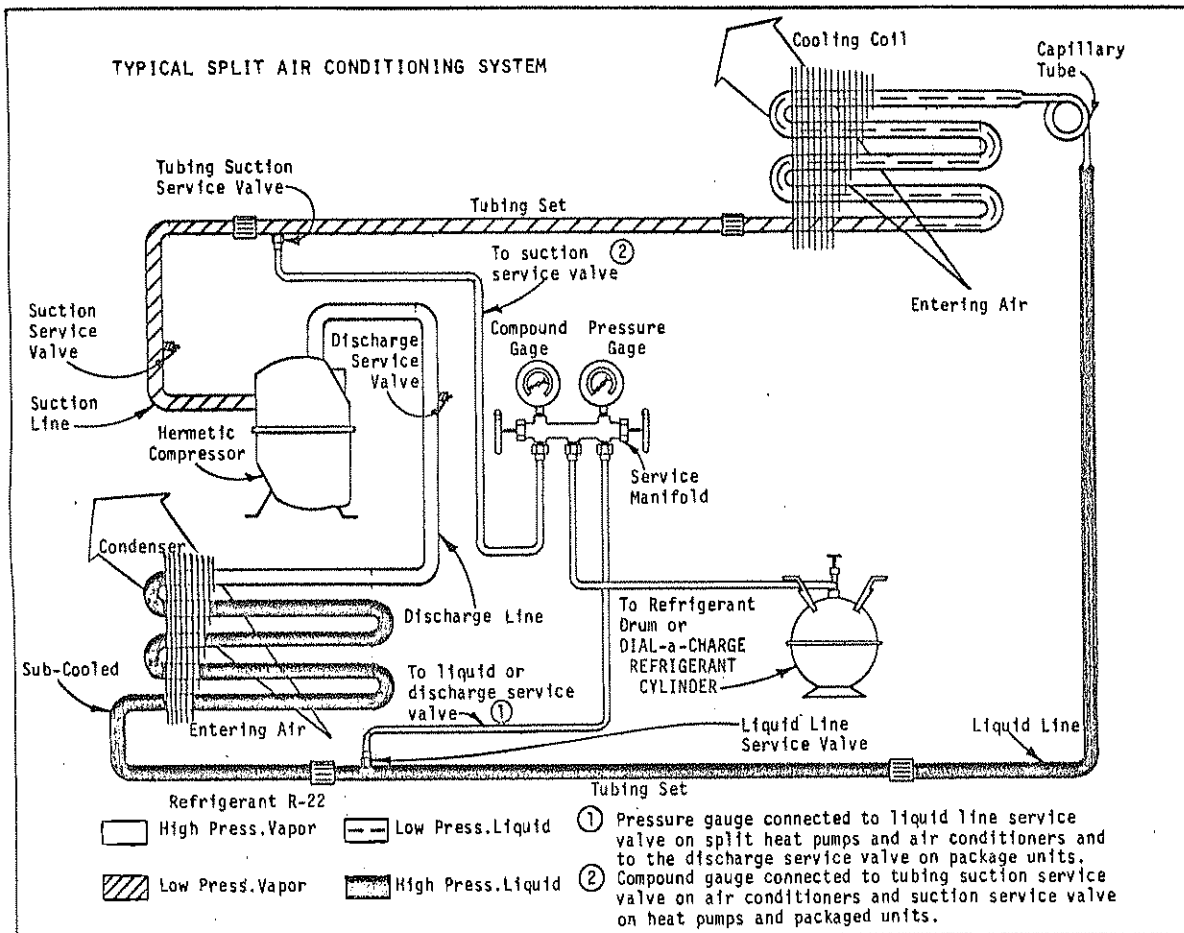 TYPICAL SPLIT AIR CONDITIONING SYSTEM
Cooling Coil
Capillary
Tube
Tubing Suction
Service Valve
Tubing Set
To suction ②
service valve
Entering Air
Suction
Service
Valve
Discharge
Service
Valve
Compound
Gage
Pressure
Gage
Suction
Line
Hermetic
Compressor
Service
Manifold
Condenser
Discharge Line
To Refrigerant
Drum or
DIAL-a-CHARGE
REFRIGERANT
CYLINDER
Sub-Cooled
To liquid or
discharge service
valve ①
Entering Air
Liquid Line
Service Valve
Liquid Line
Tubing Set
Refrigerant R-22
High Press.Vapor
Low Press.Liquid
Low Press.Vapor
High Press.Liquid
① Pressure gauge connected to liquid line service
valve on split heat pumps and air conditioners and
to the discharge service valve on package units.
② Compound gauge connected to tubing suction service
valve on air conditioners and suction service valve
on heat pumps and packaged units.